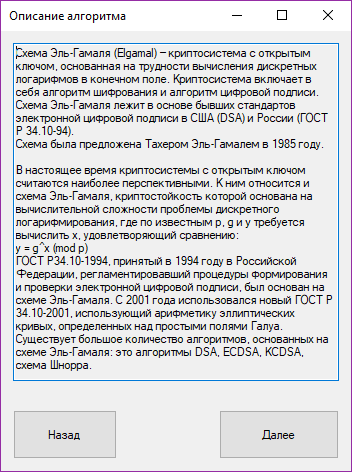 Описание алгоритма
Схема Эль-Гамаля (Elgamal) – криптосистема с открытым
ключом, основанная на трудности вычисления дискретных
логарифмов в конечном поле. Криптосистема включает в
себя алгоритм шифрования и алгоритм цифровой подписи.
Схема Эль-Гамаля лежит в основе бывших стандартов
электронной цифровой подписи в США (DSA) и России (ГОСТ
Р 34.10-94).
Схема была предложена Тахером Эль-Гамалем в 1985 году.
В настоящее время криптосистемы с открытым ключом
считаются наиболее перспективными. К ним относится и
схема Эль-Гамаля, криптостойкость которой основана на
вычислительной сложности проблемы дискретного
логарифмирования, где по известным p, g и y требуется
вычислить x, удовлетворяющий сравнению:
y = g^x (mod p)
ГОСТ Р34.10-1994, принятый в 1994 году в Российской
Федерации, регламентировавший процедуры формирования
и проверки электронной цифровой подписи, был основан на
схеме Эль-Гамаля. С 2001 года использовался новый ГОСТ Р
34.10-2001, использующий арифметику эллиптических
кривых, определенных над простыми полями Галуа.
Существует большое количество алгоритмов, основанных на
схеме Эль-Гамаля: это алгоритмы DSA, ECDSA, KCDSA,
схема Шнорра.
Назад
Далее